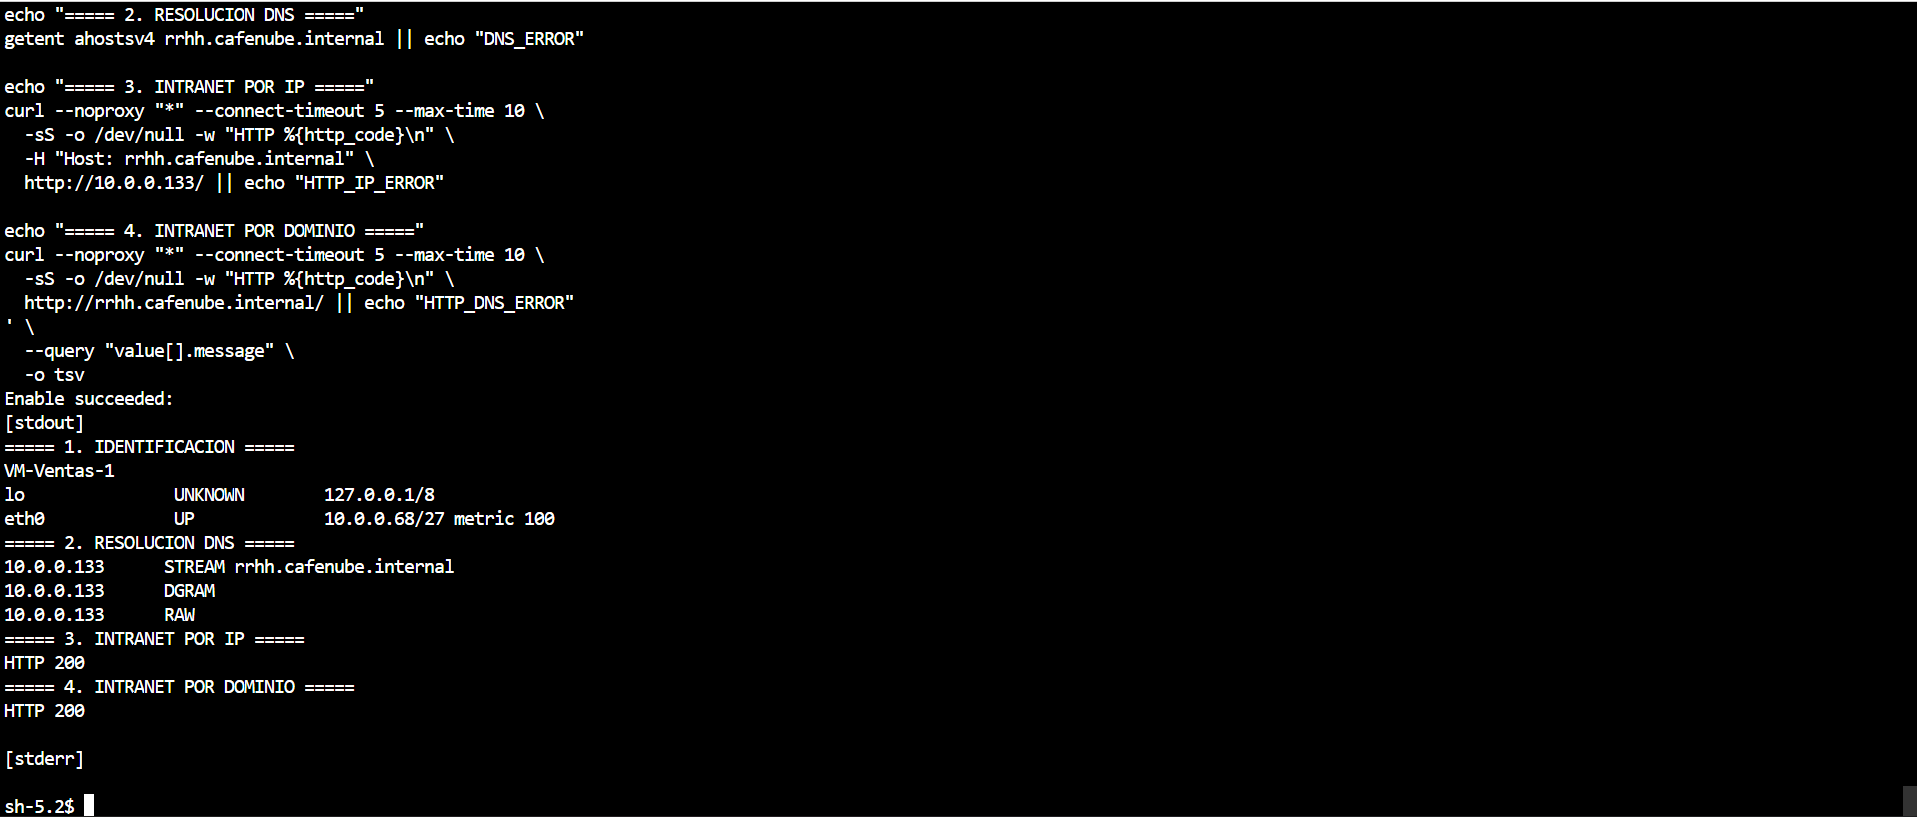 echo "===== 2. RESOLUCION DNS ====="
getent ahostsv4 rrhh.cafenube.internal || echo "DNS_ERROR"
echo "===== 3. INTRANET POR IP ====="
curl --noproxy "*" --connect-timeout 5 --max-time 10 \
  -sS -o /dev/null -w "HTTP %{http_code}\n" \
  -H "Host: rrhh.cafenube.internal" \
  http://10.0.0.133/ || echo "HTTP_IP_ERROR"
echo "===== 4. INTRANET POR DOMINIO ====="
curl --noproxy "*" --connect-timeout 5 --max-time 10 \
  -sS -o /dev/null -w "HTTP %{http_code}\n" \
  http://rrhh.cafenube.internal/ || echo "HTTP_DNS_ERROR"
' \
  --query "value[].message" \
  -o tsv
Enable succeeded:
[stdout]
===== 1. IDENTIFICACION =====
VM-Ventas-1
lo               UNKNOWN        127.0.0.1/8
eth0             UP             10.0.0.68/27 metric 100
===== 2. RESOLUCION DNS =====
10.0.0.133      STREAM rrhh.cafenube.internal
10.0.0.133      DGRAM
10.0.0.133      RAW
===== 3. INTRANET POR IP =====
HTTP 200
===== 4. INTRANET POR DOMINIO =====
HTTP 200
[stderr]
sh-5.2$